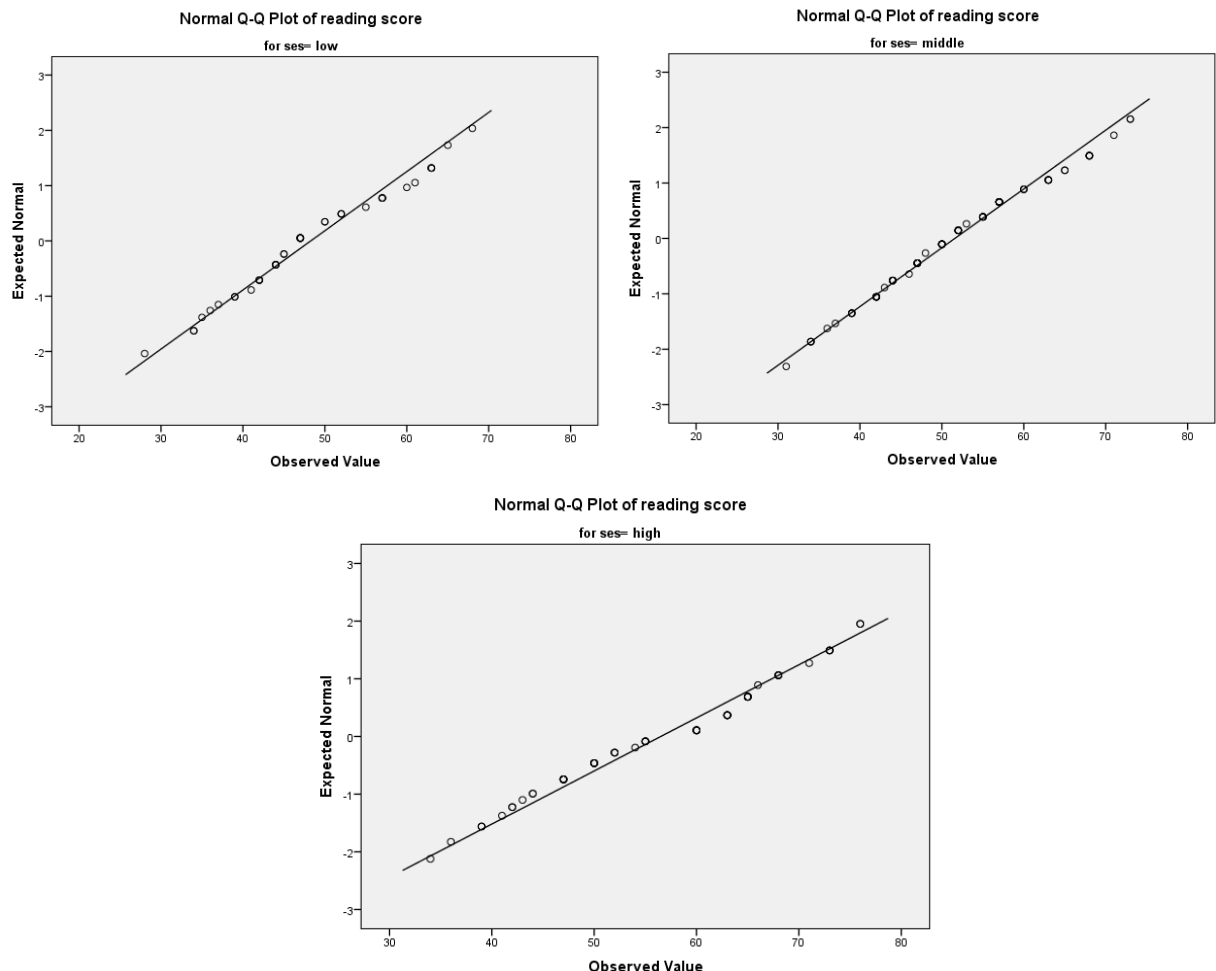 Normal Q-Q Plot of reading score
for ses= low
3
2
1
0
-1
-2
-3
Expected Normal
20 30 40 50 60 70 80
Observed Value
Normal Q-Q Plot of reading score
for ses= middle
3
2
1
0
-1
-2
-3
Expected Normal
20 30 40 50 60 70 80
Observed Value
Normal Q-Q Plot of reading score
for ses= high
3
2
1
0
-1
-2
-3
Expected Normal
30 40 50 60 70 80
Observed Value